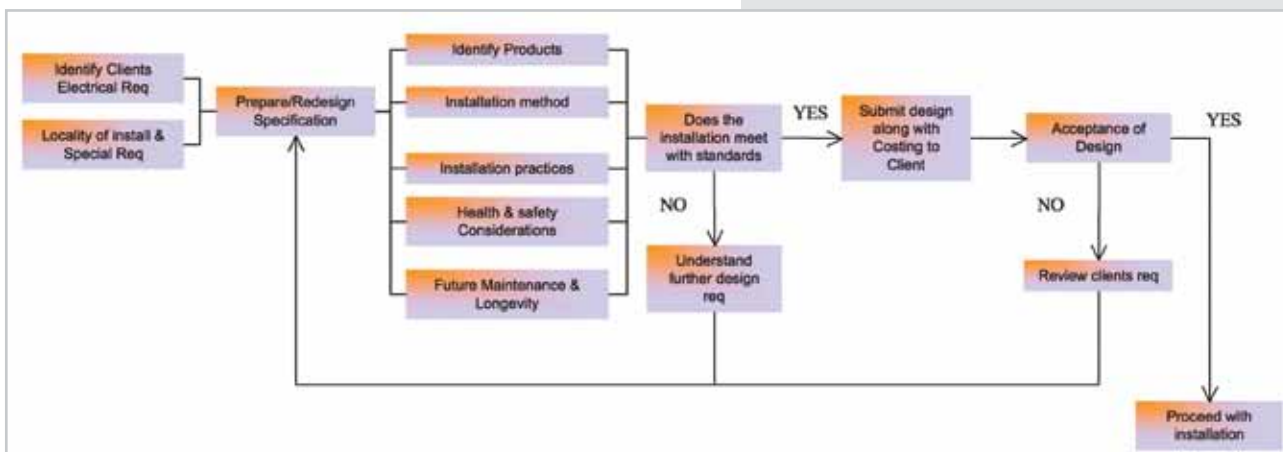 Identify Clients
Electrical Req
Locality of install &
Special Req
Prepare/Redesign
Specification
Identify Products
Installation method
Installation practices
Health & safety
Considerations
Future Maintenance &
Longevity
Does the
installation meet
with standards
YES
NO
Understand
further design
req
Submit design
along with
Costing to
Client
Acceptance of
Design
YES
NO
Review clients req
Proceed with
installation